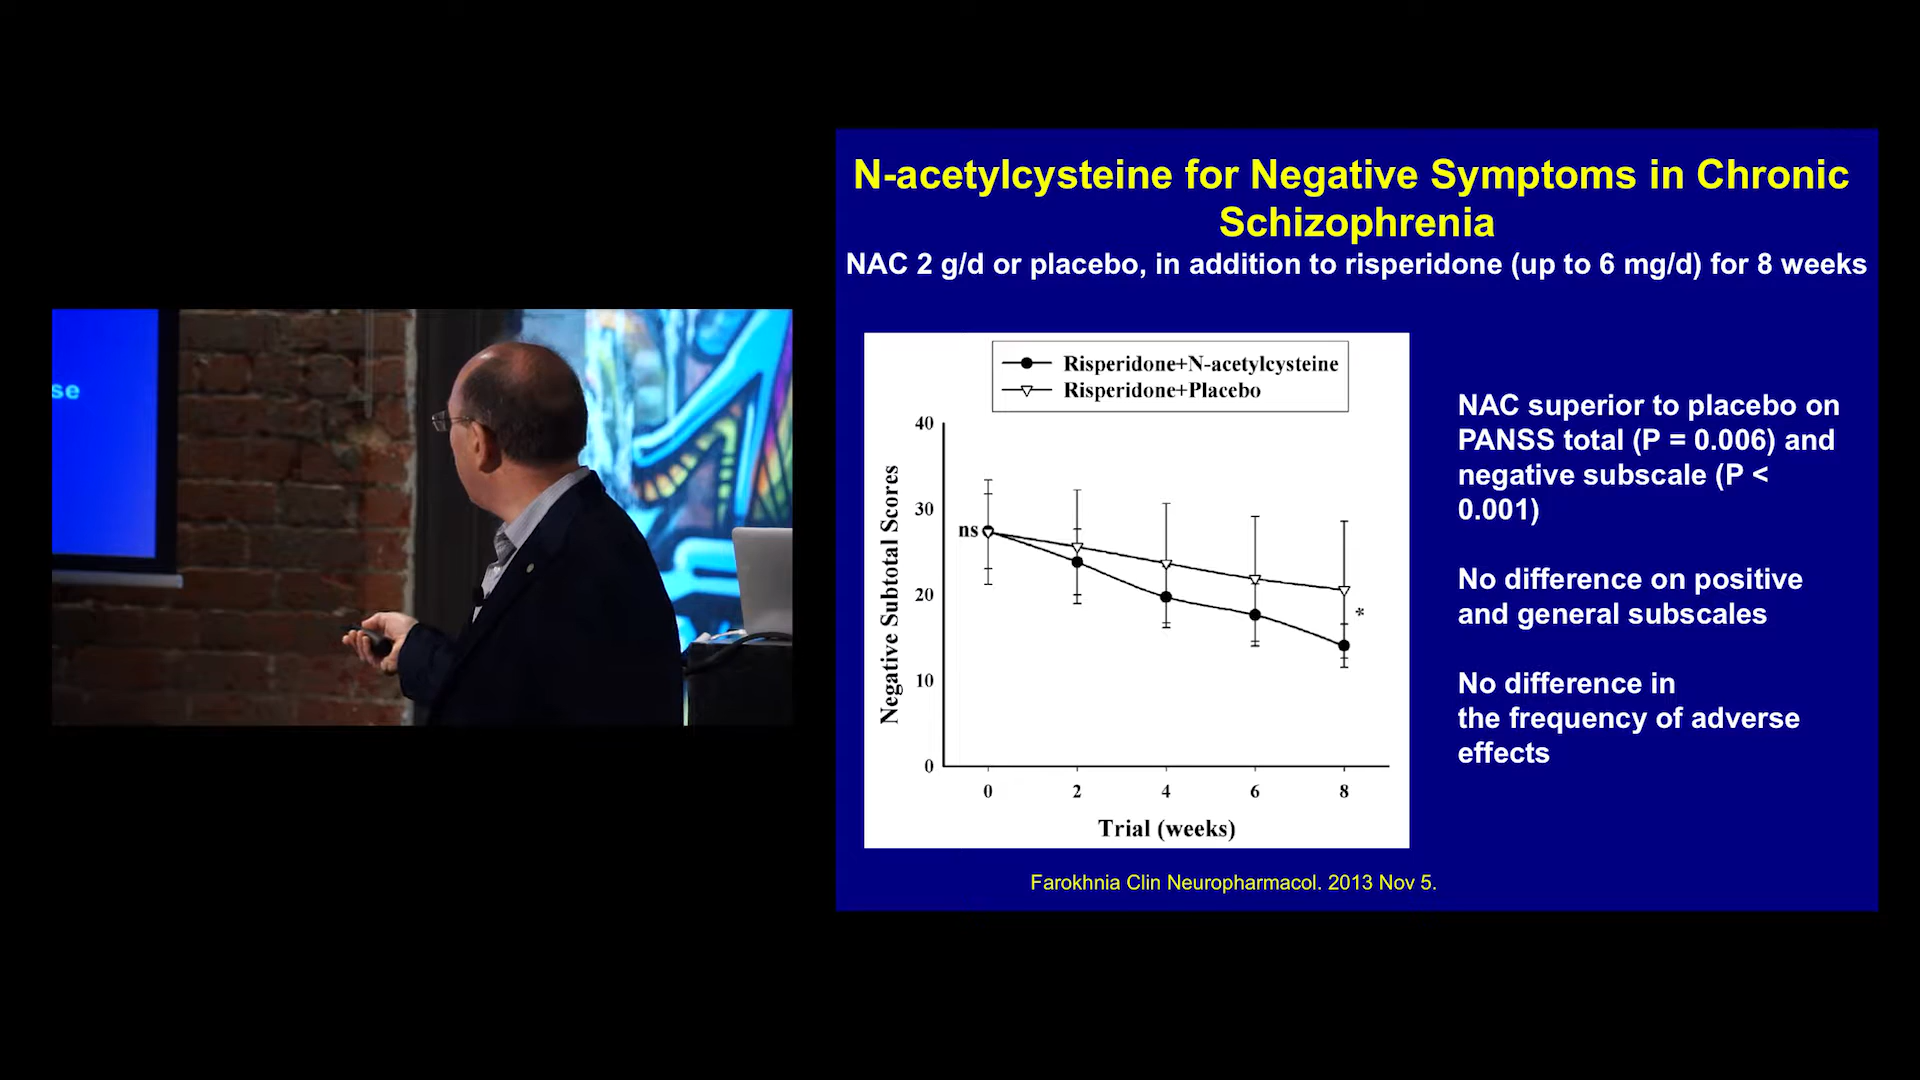 se
N-acetylcysteine for Negative Symptoms in Chronic
Schizophrenia
NAC 2 g/d or placebo, in addition to risperidone (up to 6 mg/d) for 8 weeks
Risperidone+N-acetylcysteine
Risperidone+Placebo
Negative Subtotal Scores
40
30
20
10
0
ns
*
0 2 4 6 8
Trial (weeks)
NAC superior to placebo on
PANSS total (P = 0.006) and
negative subscale (P <
0.001)
No difference on positive
and general subscales
No difference in
the frequency of adverse
effects
Farokhnia Clin Neuropharmacol. 2013 Nov 5.